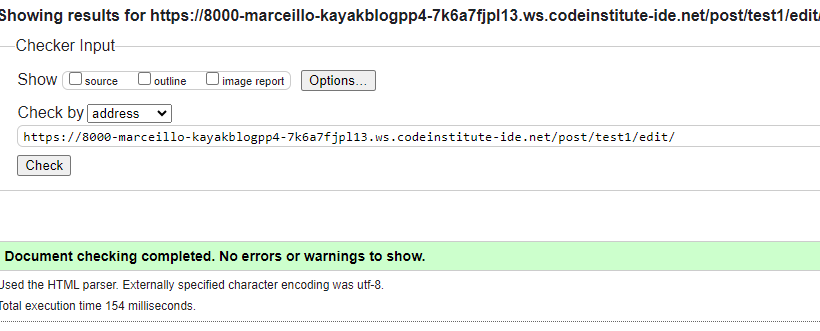 Showing results for https://8000-marceillo-kayakblogpp4-7k6a7fjpl13.ws.codeinstitute-ide.net/post/test1/edit/
Checker Input
Show source outline image report Options...
Check by address
https://8000-marceillo-kayakblogpp4-7k6a7fjpl13.ws.codeinstitute-ide.net/post/test1/edit/
Check
Document checking completed. No errors or warnings to show.
Used the HTML parser. Externally specified character encoding was utf-8.
Total execution time 154 milliseconds.